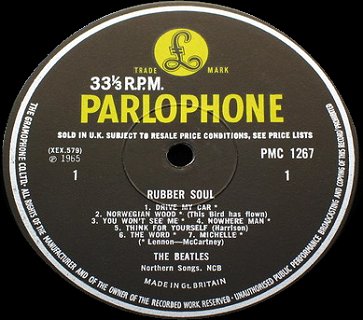 £
TRADE MARK
33⅓ R.P.M.
PARLOPHONE
SOLD IN U.K. SUBJECT TO RESALE PRICE CONDITIONS, SEE PRICE LISTS
(XEX.579)
℗ 1965
PMC 1267
1
1
RUBBER SOUL
1. DRIVE MY CAR *
2. NORWEGIAN WOOD * (This Bird has flown)
3. YOU WON'T SEE ME * 4. NOWHERE MAN *
5. THINK FOR YOURSELF (Harrison)
6. THE WORD * 7. MICHELLE *
(* Lennon—McCartney)
THE BEATLES
Northern Songs, NCB
MADE IN GT. BRITAIN
THE GRAMOPHONE CO. LTD. ALL RIGHTS OF THE MANUFACTURER AND OF THE OWNER OF THE RECORDED WORK RESERVED. UNAUTHORISED PUBLIC PERFORMANCE BROADCASTING AND COPYING OF THIS RECORD PROHIBITED